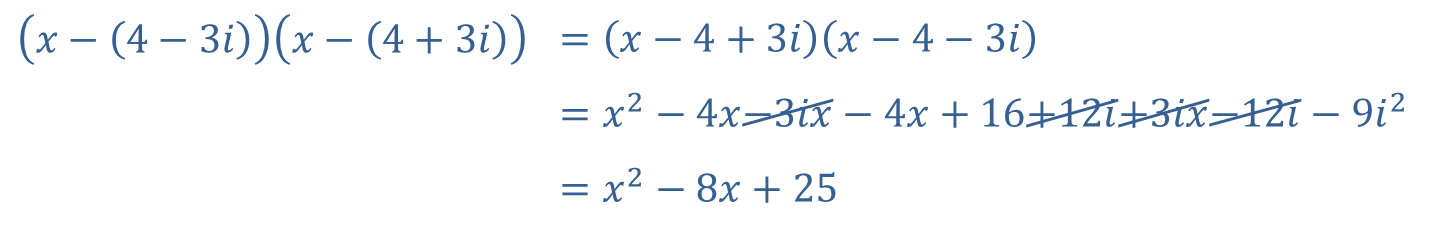 (x − (4 − 3i))(x − (4 + 3i)) = (x − 4 + 3i)(x − 4 − 3i)
= x² − 4x−3ix − 4x + 16+12i+3ix−12i − 9i²
= x² − 8x + 25